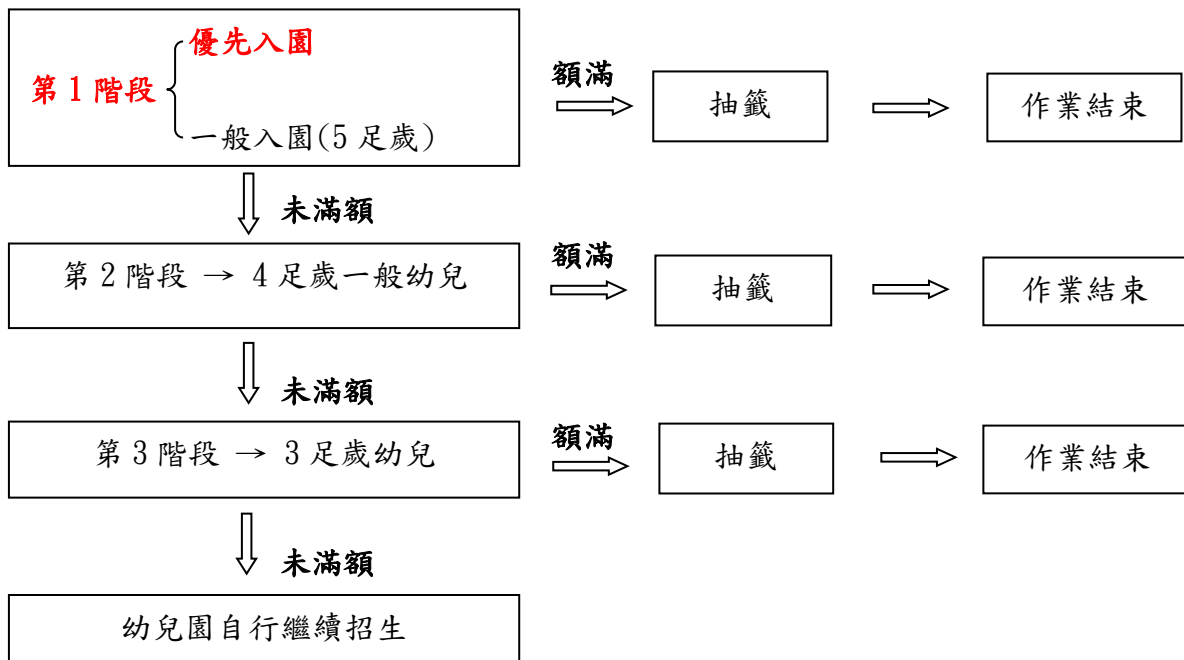 優先入園
額滿
第1階段
抽籤
作業結束
一般入園(5足歲)
未滿額
第2階段 → 4足歲一般幼兒
額滿
抽籤
作業結束
未滿額
第3階段 → 3足歲幼兒
額滿
抽籤
作業結束
未滿額
幼兒園自行繼續招生